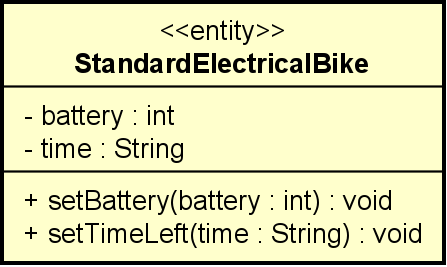 <<entity>>
StandardElectricalBike
- battery : int
- time : String
+ setBattery(battery : int) : void
+ setTimeLeft(time : String) : void